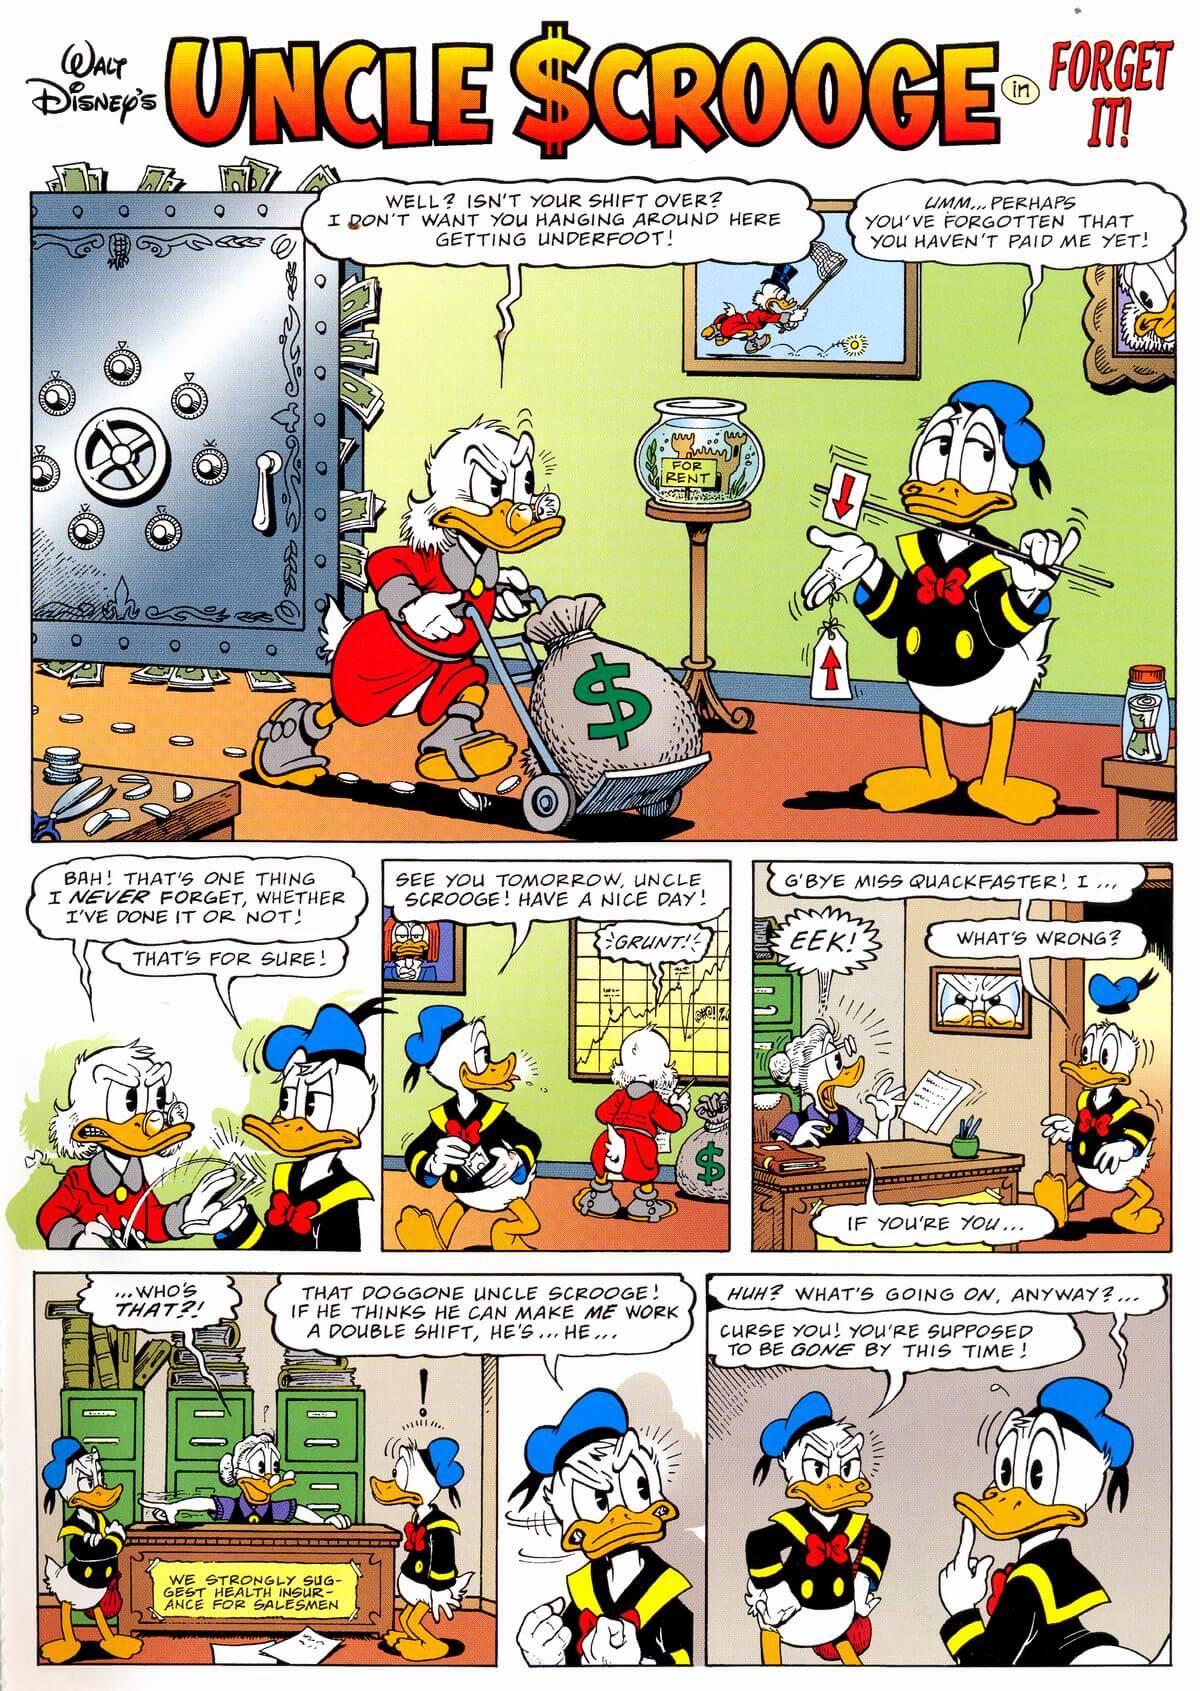 WALT
DISNEY'S
UNCLE $CROOGE
in
FORGET
IT!
WELL? ISN'T YOUR SHIFT OVER?
I DON'T WANT YOU HANGING AROUND HERE
GETTING UNDERFOOT!
UMM... PERHAPS
YOU'VE FORGOTTEN THAT
YOU HAVEN'T PAID ME YET!
FOR
RENT
$
BAH! THAT'S ONE THING
I NEVER FORGET, WHETHER
I'VE DONE IT OR NOT!
THAT'S FOR SURE!
SEE YOU TOMORROW, UNCLE
SCROOGE! HAVE A NICE DAY!
GRUNT!
@#@!
$
G'BYE MISS QUACKFASTER! I ...
EEK!
WHAT'S WRONG?
IF YOU'RE YOU...
...WHO'S
THAT?!
!
WE STRONGLY SUG-
GEST HEALTH INSUR-
ANCE FOR SALESMEN
THAT DOGGONE UNCLE SCROOGE!
IF HE THINKS HE CAN MAKE ME WORK
A DOUBLE SHIFT, HE'S ... HE...
HUH? WHAT'S GOING ON, ANYWAY?...
CURSE YOU! YOU'RE SUPPOSED
TO BE GONE BY THIS TIME!